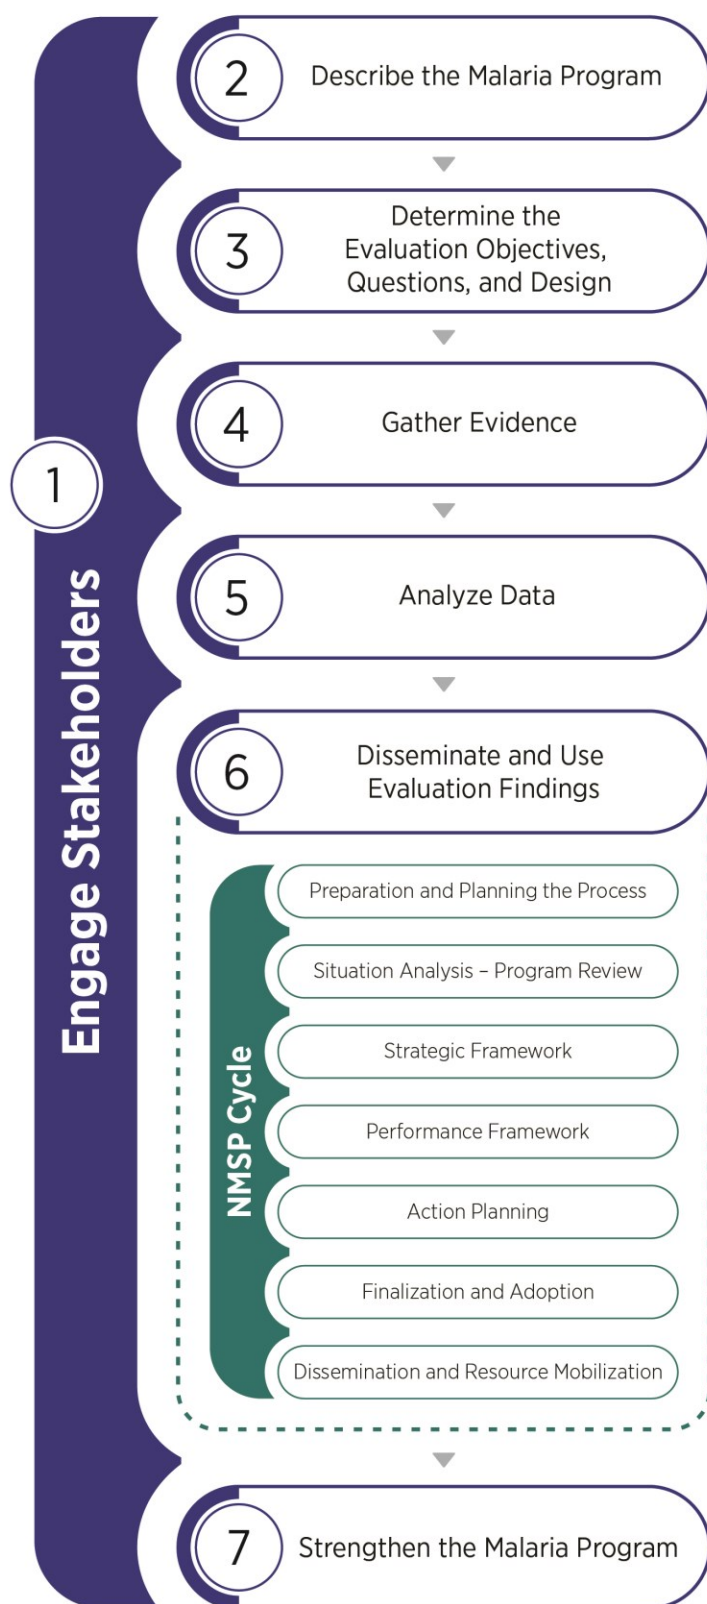 1
Engage Stakeholders
2
Describe the Malaria Program
3
Determine the
Evaluation Objectives,
Questions, and Design
4
Gather Evidence
5
Analyze Data
6
Disseminate and Use
Evaluation Findings
NMSP Cycle
Preparation and Planning the Process
Situation Analysis – Program Review
Strategic Framework
Performance Framework
Action Planning
Finalization and Adoption
Dissemination and Resource Mobilization
7
Strengthen the Malaria Program